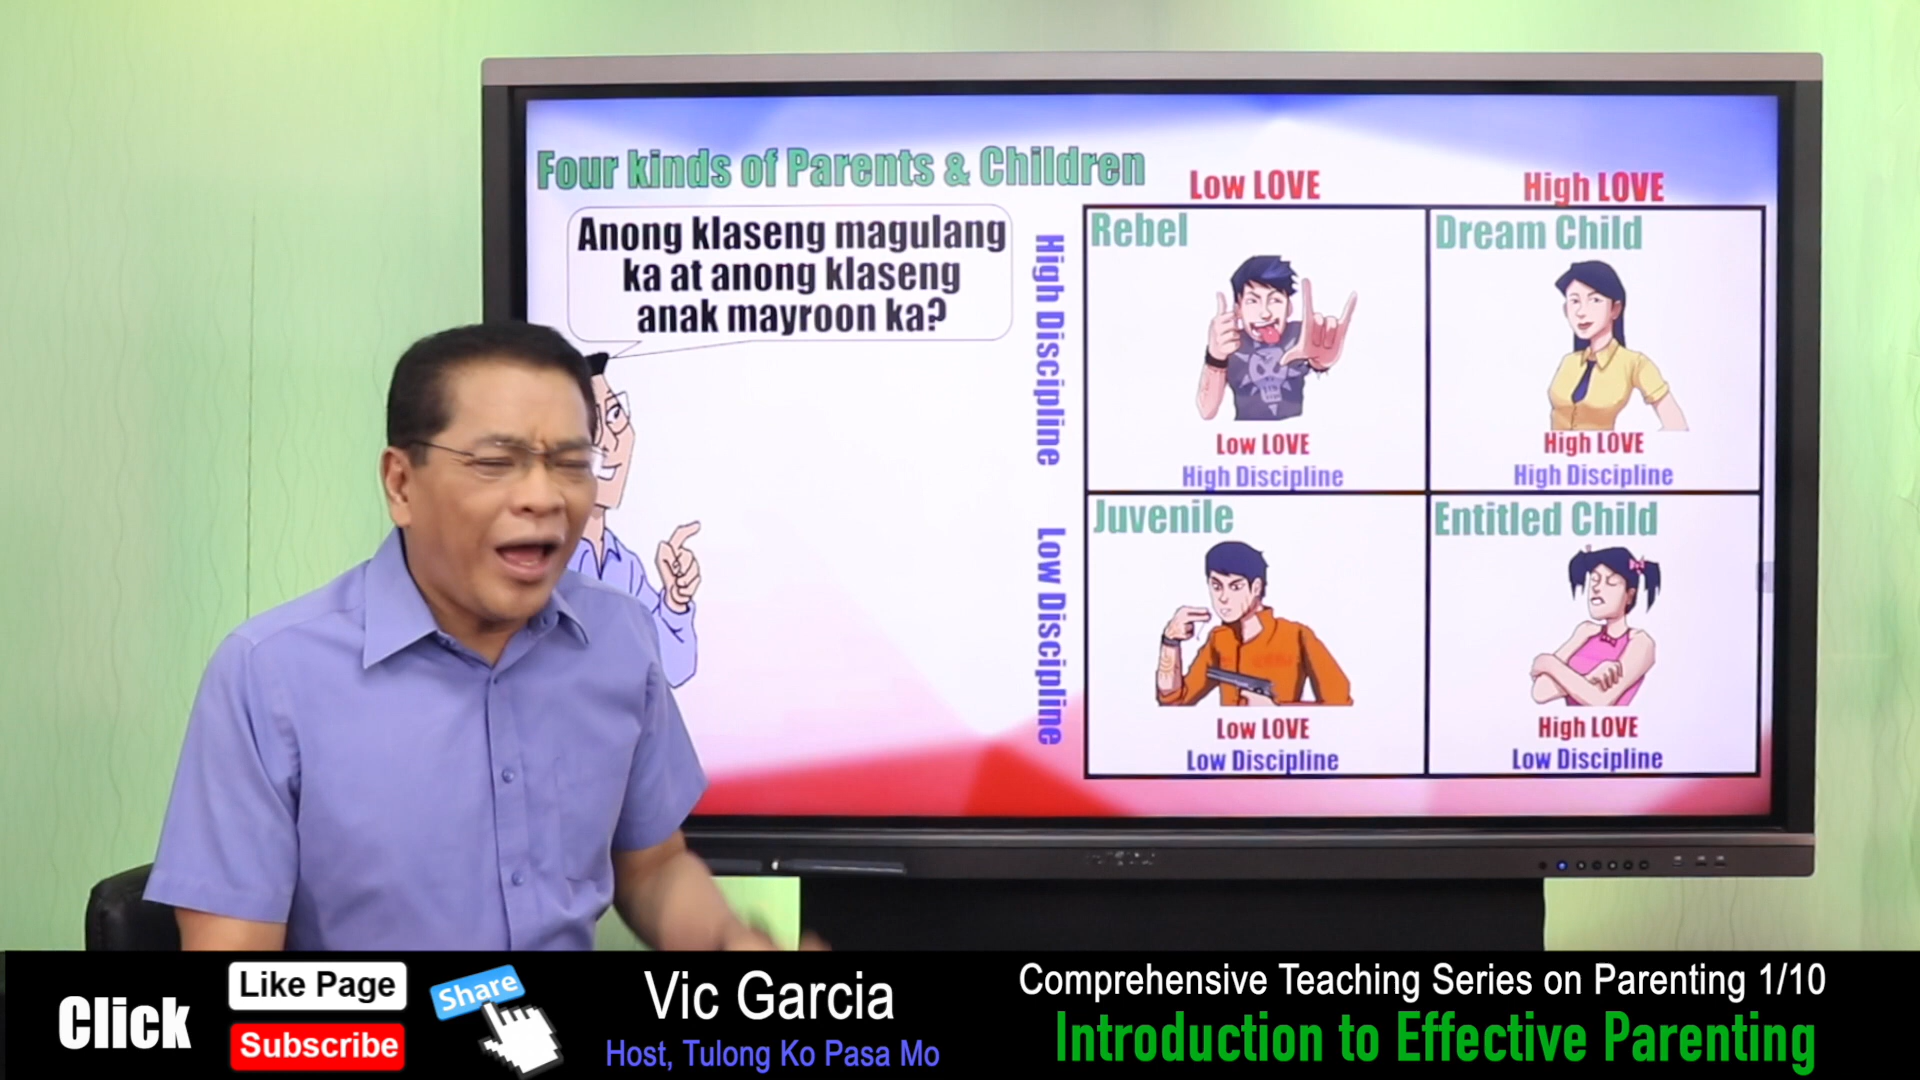 Four kinds of Parents & Children
Anong klaseng magulang
ka at anong klaseng
anak mayroon ka?
Low LOVE
High LOVE
High Discipline
Low Discipline
Rebel
Low LOVE
High Discipline
Dream Child
High LOVE
High Discipline
Juvenile
Low LOVE
Low Discipline
Entitled Child
High LOVE
Low Discipline
Click
Like Page
Subscribe
Share
Vic Garcia
Host, Tulong Ko Pasa Mo
Comprehensive Teaching Series on Parenting 1/10
Introduction to Effective Parenting